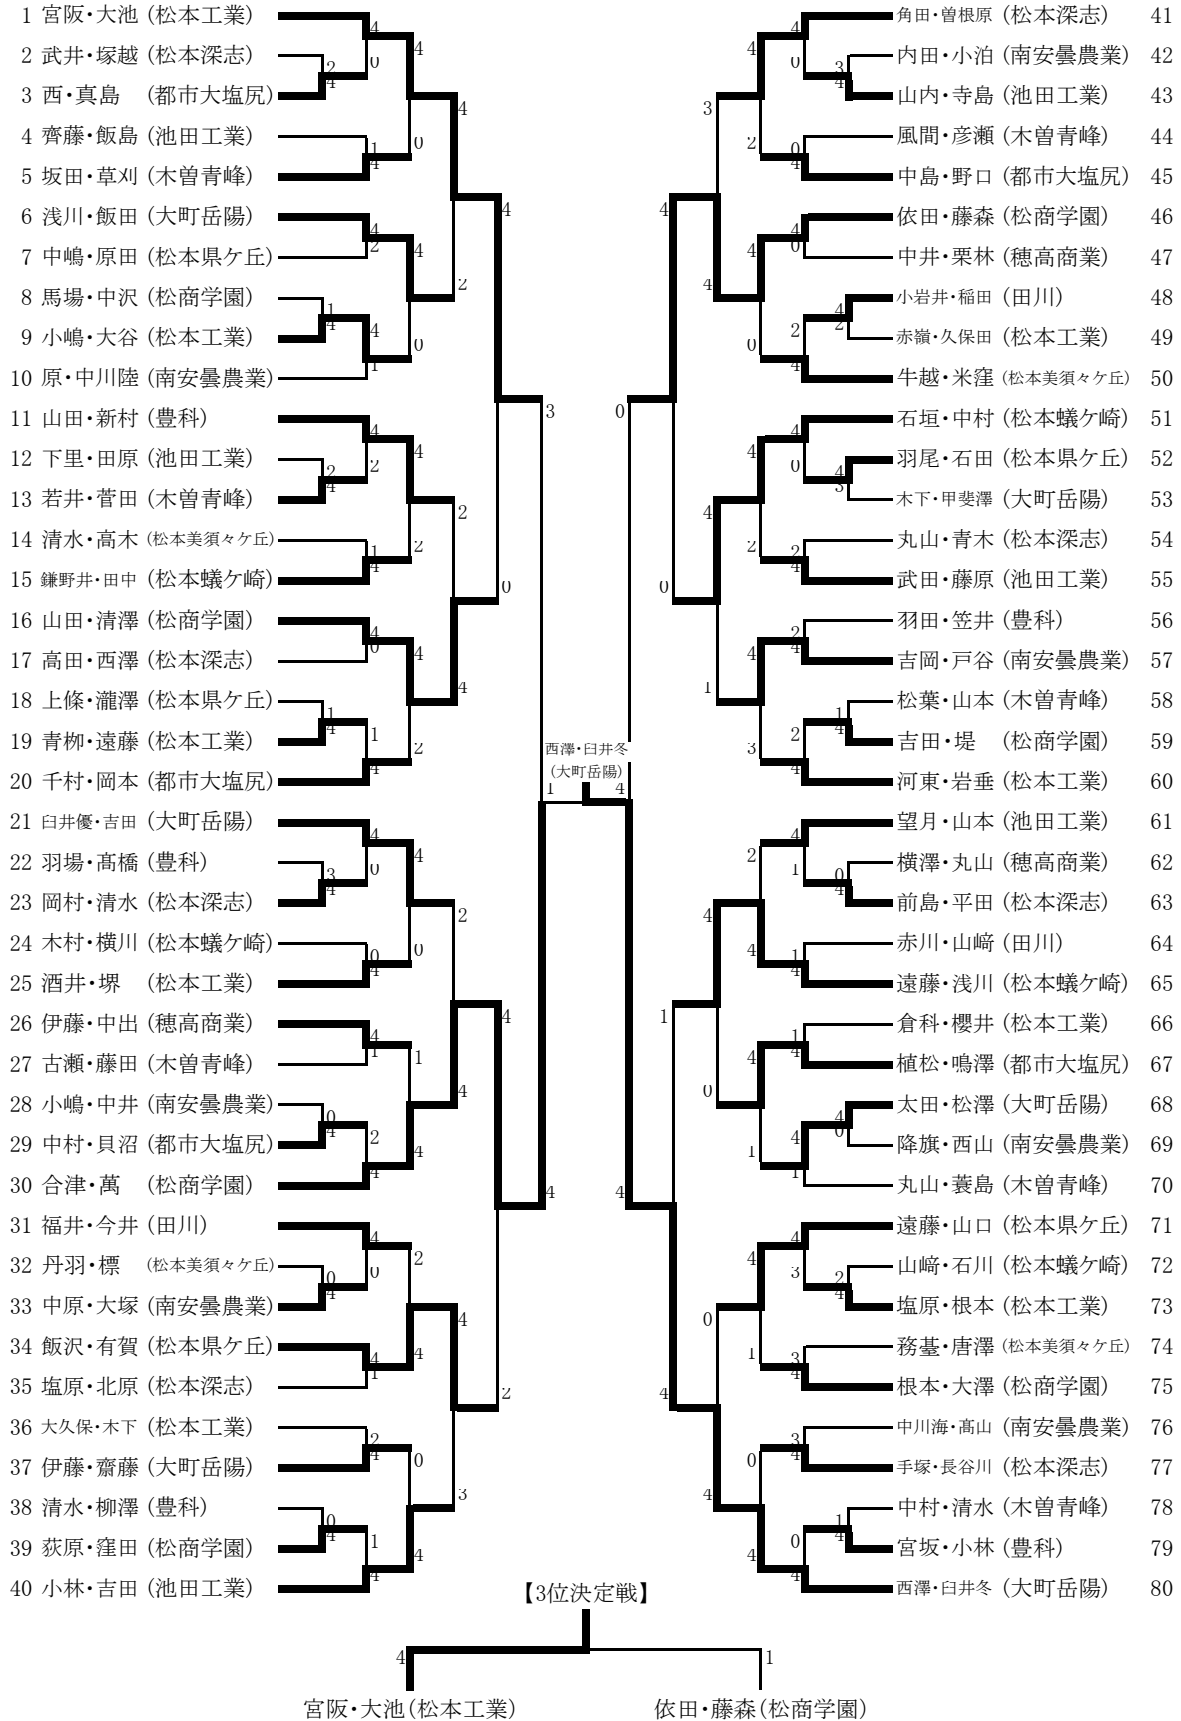 1 宮阪・大池 (松本工業)
2 武井・塚越 (松本深志)
3 西・真島 (都市大塩尻)
4 齊藤・飯島 (池田工業)
5 坂田・草刈 (木曽青峰)
6 浅川・飯田 (大町岳陽)
7 中嶋・原田 (松本県ケ丘)
8 馬場・中沢 (松商学園)
9 小嶋・大谷 (松本工業)
10 原・中川陸 (南安曇農業)
11 山田・新村 (豊科)
12 下里・田原 (池田工業)
13 若井・菅田 (木曽青峰)
14 清水・高木 (松本美須々ケ丘)
15 鎌野井・田中 (松本蟻ケ崎)
16 山田・清澤 (松商学園)
17 高田・西澤 (松本深志)
18 上條・瀧澤 (松本県ケ丘)
19 青柳・遠藤 (松本工業)
20 千村・岡本 (都市大塩尻)
21 臼井優・吉田 (大町岳陽)
22 羽場・髙橋 (豊科)
23 岡村・清水 (松本深志)
24 木村・横川 (松本蟻ケ崎)
25 酒井・堺 (松本工業)
26 伊藤・中出 (穂高商業)
27 古瀬・藤田 (木曽青峰)
28 小嶋・中井 (南安曇農業)
29 中村・貝沼 (都市大塩尻)
30 合津・萬 (松商学園)
31 福井・今井 (田川)
32 丹羽・標 (松本美須々ケ丘)
33 中原・大塚 (南安曇農業)
34 飯沢・有賀 (松本県ケ丘)
35 塩原・北原 (松本深志)
36 大久保・木下 (松本工業)
37 伊藤・齋藤 (大町岳陽)
38 清水・柳澤 (豊科)
39 荻原・窪田 (松商学園)
40 小林・吉田 (池田工業)
西澤・臼井冬
(大町岳陽)
1 4
角田・曽根原 (松本深志) 41
内田・小泊 (南安曇農業) 42
山内・寺島 (池田工業) 43
風間・彦瀬 (木曽青峰) 44
中島・野口 (都市大塩尻) 45
依田・藤森 (松商学園) 46
中井・栗林 (穂高商業) 47
小岩井・稲田 (田川) 48
赤嶺・久保田 (松本工業) 49
牛越・米窪 (松本美須々ケ丘) 50
石垣・中村 (松本蟻ケ崎) 51
羽尾・石田 (松本県ケ丘) 52
木下・甲斐澤 (大町岳陽) 53
丸山・青木 (松本深志) 54
武田・藤原 (池田工業) 55
羽田・笠井 (豊科) 56
吉岡・戸谷 (南安曇農業) 57
松葉・山本 (木曽青峰) 58
吉田・堤 (松商学園) 59
河東・岩垂 (松本工業) 60
望月・山本 (池田工業) 61
横澤・丸山 (穂高商業) 62
前島・平田 (松本深志) 63
赤川・山﨑 (田川) 64
遠藤・浅川 (松本蟻ケ崎) 65
倉科・櫻井 (松本工業) 66
植松・鳴澤 (都市大塩尻) 67
太田・松澤 (大町岳陽) 68
降旗・西山 (南安曇農業) 69
丸山・蓑島 (木曽青峰) 70
遠藤・山口 (松本県ケ丘) 71
山﨑・石川 (松本蟻ケ崎) 72
塩原・根本 (松本工業) 73
務台・唐澤 (松本美須々ケ丘) 74
根本・大澤 (松商学園) 75
中川海・髙山 (南安曇農業) 76
手塚・長谷川 (松本深志) 77
中村・清水 (木曽青峰) 78
宮坂・小林 (豊科) 79
西澤・臼井冬 (大町岳陽) 80
【3位決定戦】
4 1
宮阪・大池(松本工業) 依田・藤森(松商学園)